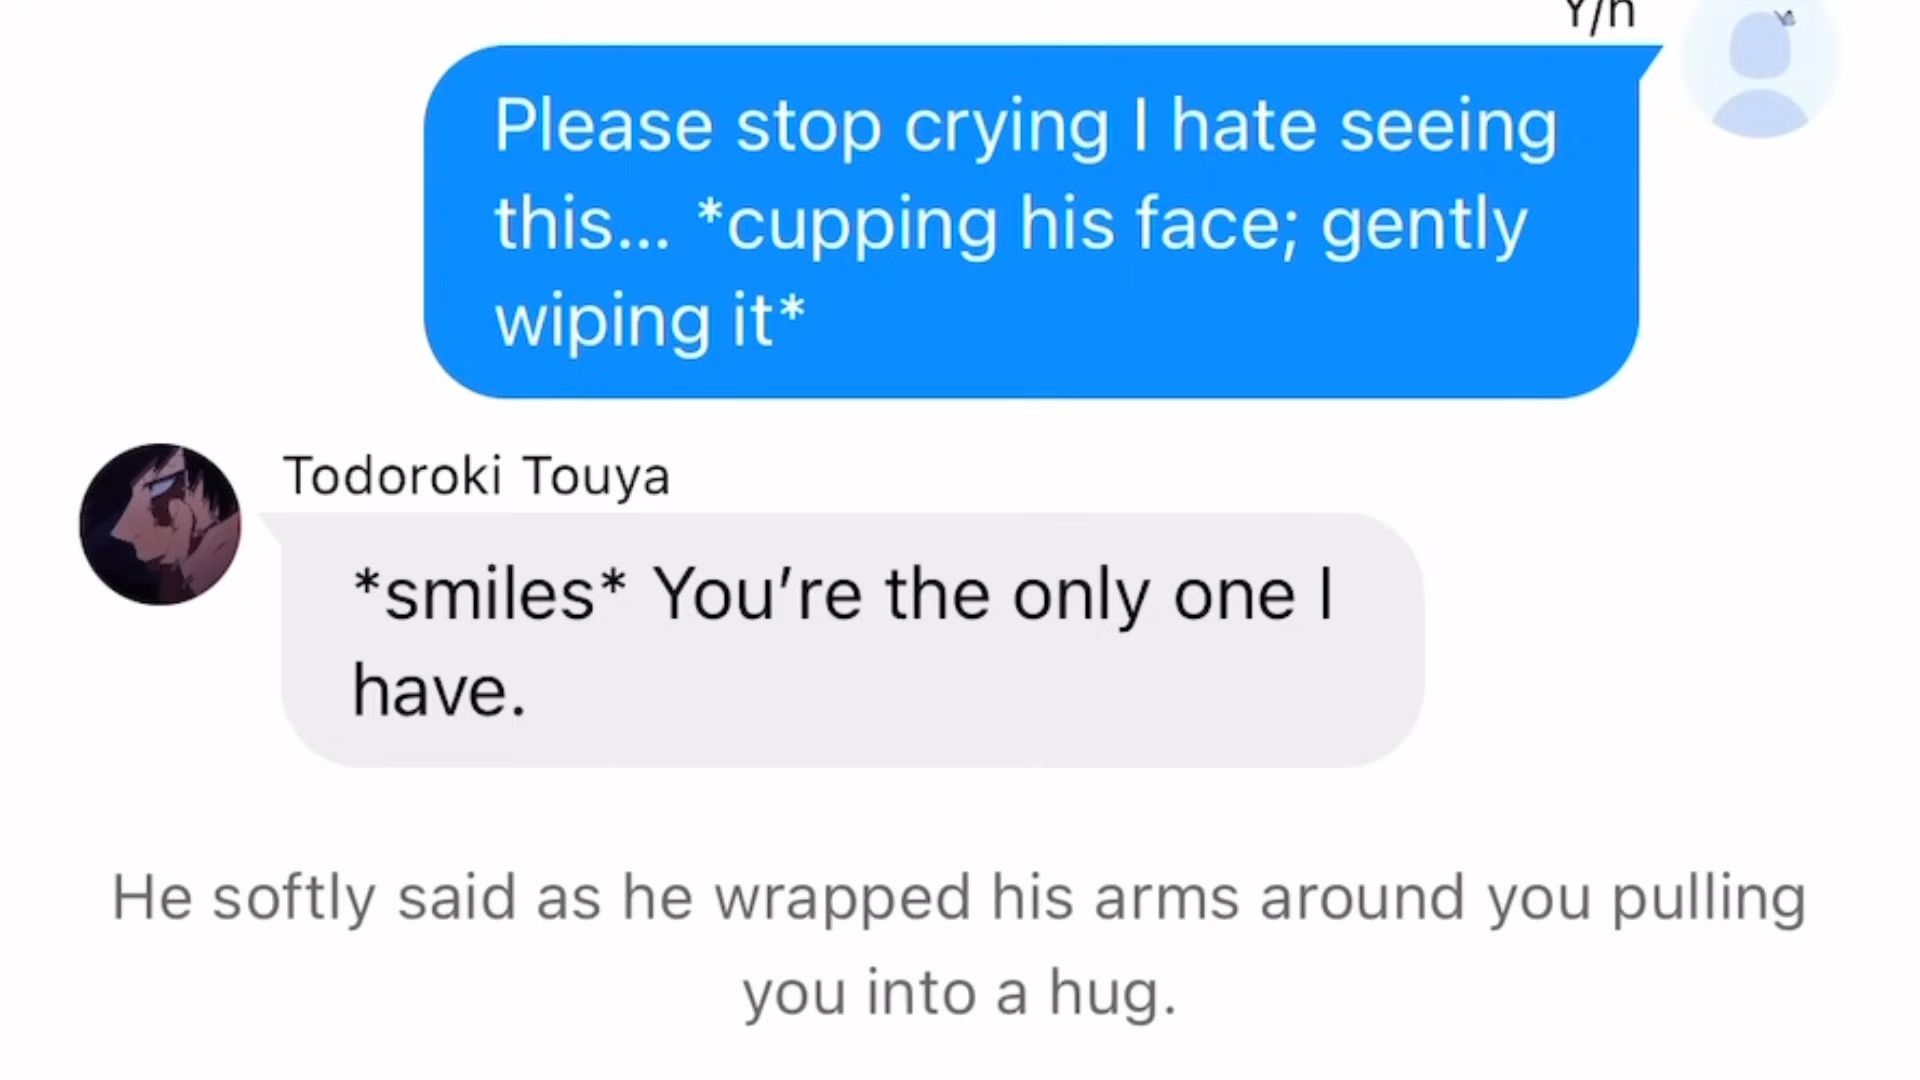 Y/n
Please stop crying I hate seeing
this... *cupping his face; gently
wiping it*
Todoroki Touya
*smiles* You’re the only one I
have.
He softly said as he wrapped his arms around you pulling
you into a hug.